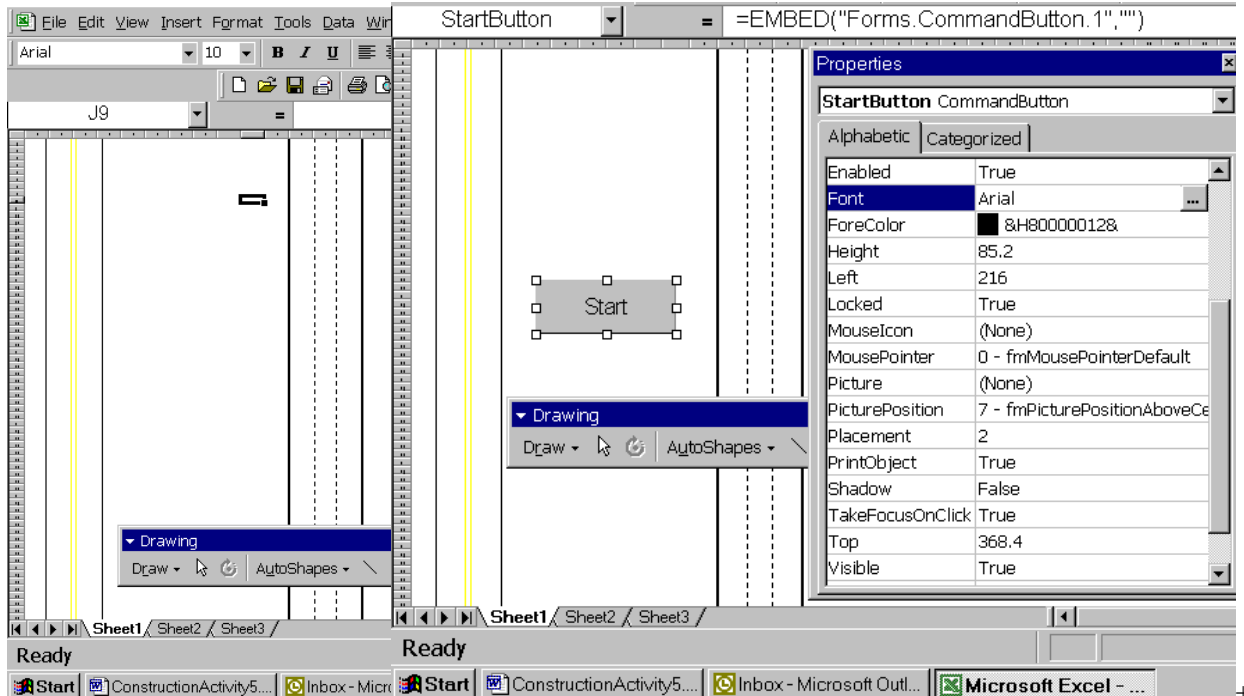 File Edit View Insert Format Tools Data Win
Arial 10 B I U
J9 =
Drawing
Draw AutoShapes
Sheet1 Sheet2 Sheet3
Ready
Start ConstructionActivity5.... Inbox - Micro
StartButton = =EMBED("Forms.CommandButton.1","")
Start
Drawing
Draw AutoShapes
Properties
StartButton CommandButton
Alphabetic Categorized
Enabled True
Font Arial ...
ForeColor &H80000012&
Height 85.2
Left 216
Locked True
MouseIcon (None)
MousePointer 0 - fmMousePointerDefault
Picture (None)
PicturePosition 7 - fmPicturePositionAboveCe
Placement 2
PrintObject True
Shadow False
TakeFocusOnClick True
Top 368.4
Visible True
Sheet1 Sheet2 Sheet3
Ready
Start ConstructionActivity5.... Inbox - Microsoft Outl... Microsoft Excel - ...